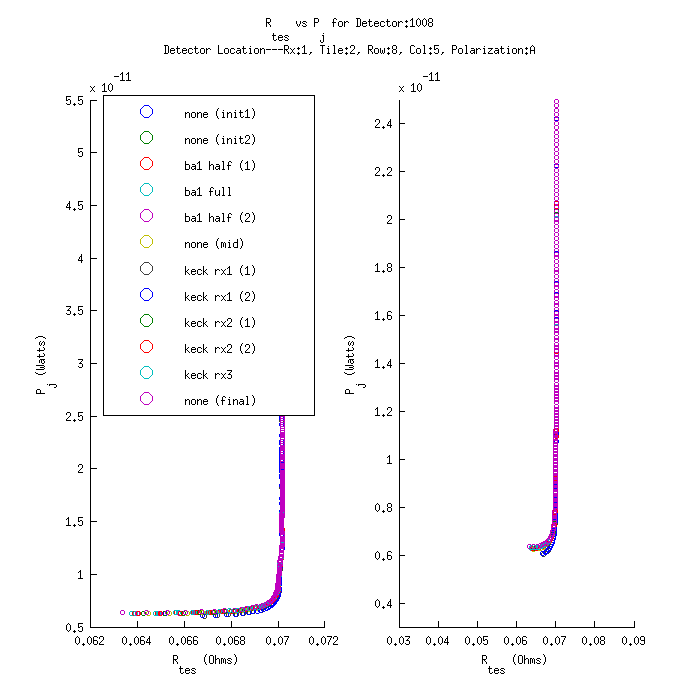 R_tes vs P_j for Detector:1008
Detector Location---Rx:1, Tile:2, Row:8, Col:5, Polarization:A
x 10^-11
5.5
5
4.5
4
3.5
3
2.5
2
1.5
1
0.5
P_j (Watts)
0.062 0.064 0.066 0.068 0.07 0.072
R_tes (Ohms)
none (init1)
none (init2)
ba1 half (1)
ba1 full
ba1 half (2)
none (mid)
keck rx1 (1)
keck rx1 (2)
keck rx2 (1)
keck rx2 (2)
keck rx3
none (final)
x 10^-11
2.4
2.2
2
1.8
1.6
1.4
1.2
1
0.8
0.6
0.4
P_j (Watts)
0.03 0.04 0.05 0.06 0.07 0.08 0.09
R_tes (Ohms)